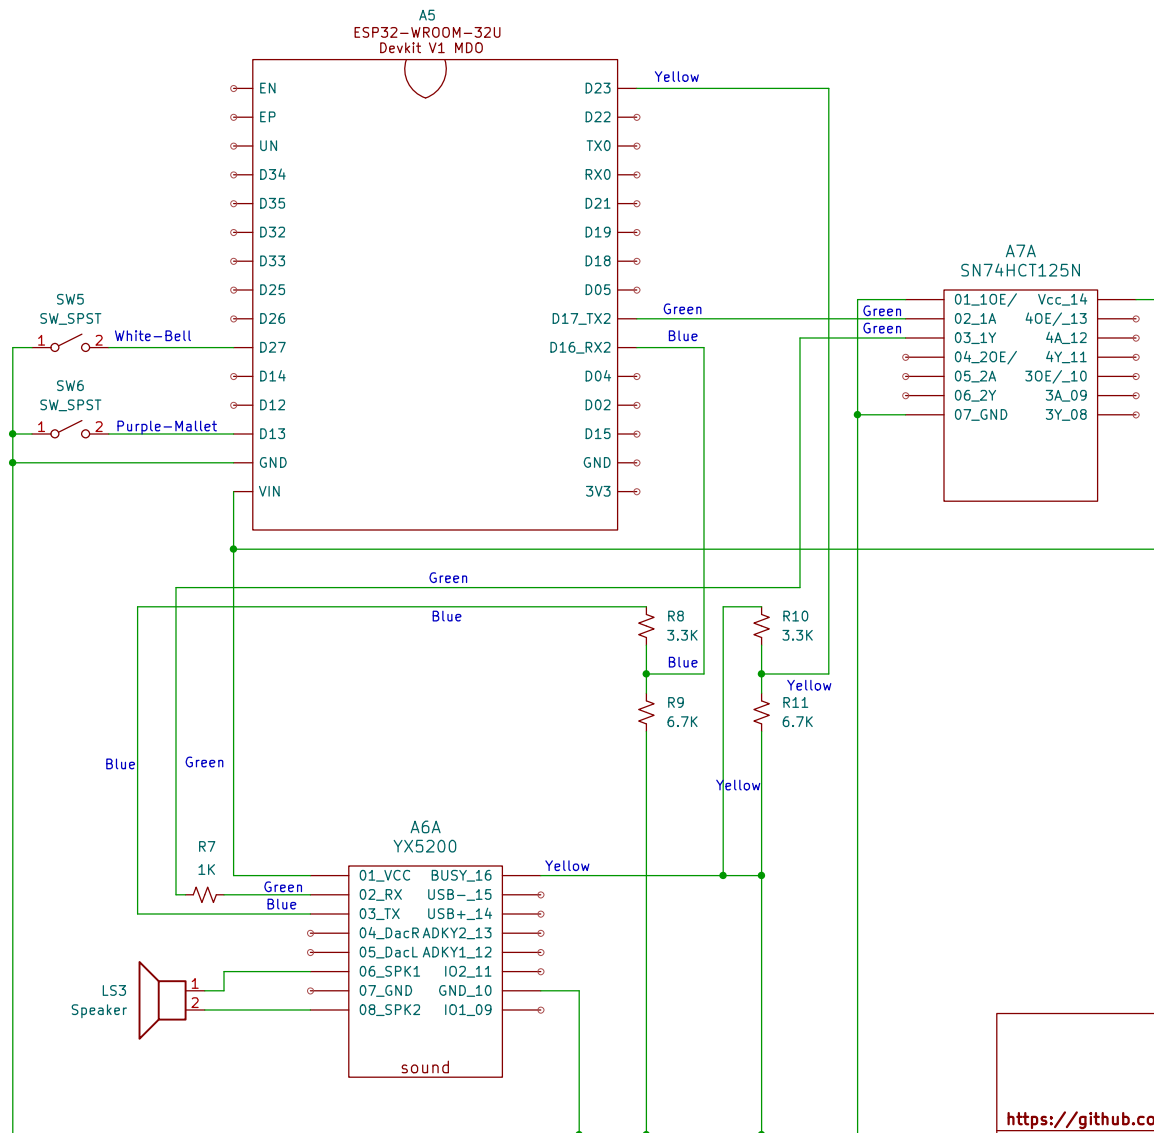 A5
ESP32-WROOM-32U
Devkit V1 MDO
EN
EP
UN
D34
D35
D32
D33
D25
D26
D27
D14
D12
D13
GND
VIN
D23
D22
TX0
RX0
D21
D19
D18
D05
D17_TX2
D16_RX2
D04
D02
D15
GND
3V3
Yellow
Green
Blue
SW5
SW_SPST
1 2
White-Bell
SW6
SW_SPST
1 2
Purple-Mallet
A7A
SN74HCT125N
Green
Green
01_1OE/
02_1A
03_1Y
04_2OE/
05_2A
06_2Y
07_GND
Vcc_14
4OE/_13
4A_12
4Y_11
3OE/_10
3A_09
3Y_08
Green
Blue
R8
3.3K
Blue
R9
6.7K
R10
3.3K
Yellow
R11
6.7K
Blue
Green
Yellow
R7
1K
Green
Blue
A6A
YX5200
Yellow
01_VCC
02_RX
03_TX
04_DacR
05_DacL
06_SPK1
07_GND
08_SPK2
BUSY_16
USB-_15
USB+_14
ADKY2_13
ADKY1_12
IO2_11
GND_10
IO1_09
sound
LS3
Speaker
1
2
https://github.co